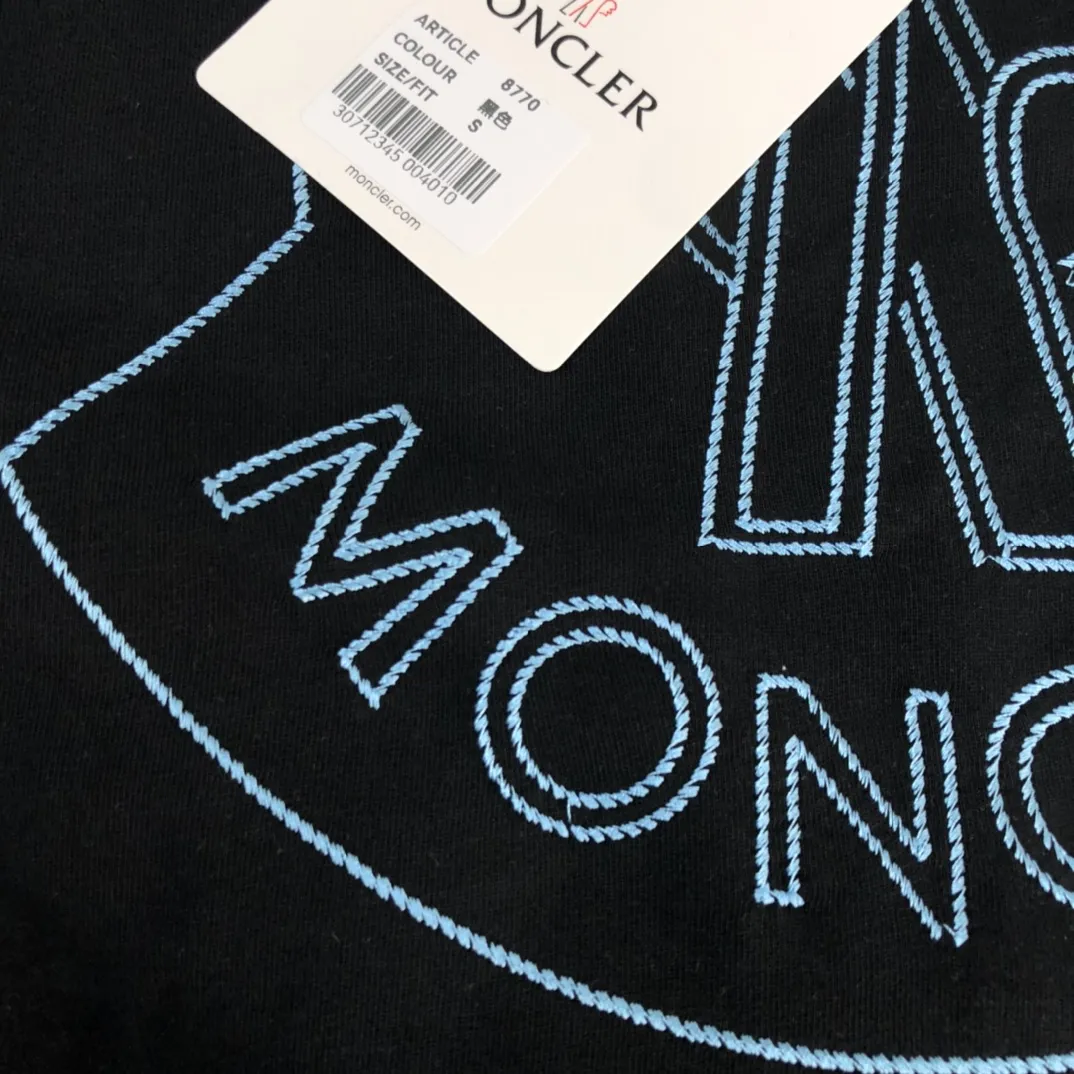 ONCLER
ARTICLE 8770
COLOUR 黑色
SIZE/FIT S
30712345 004010
moncler.com
MONC